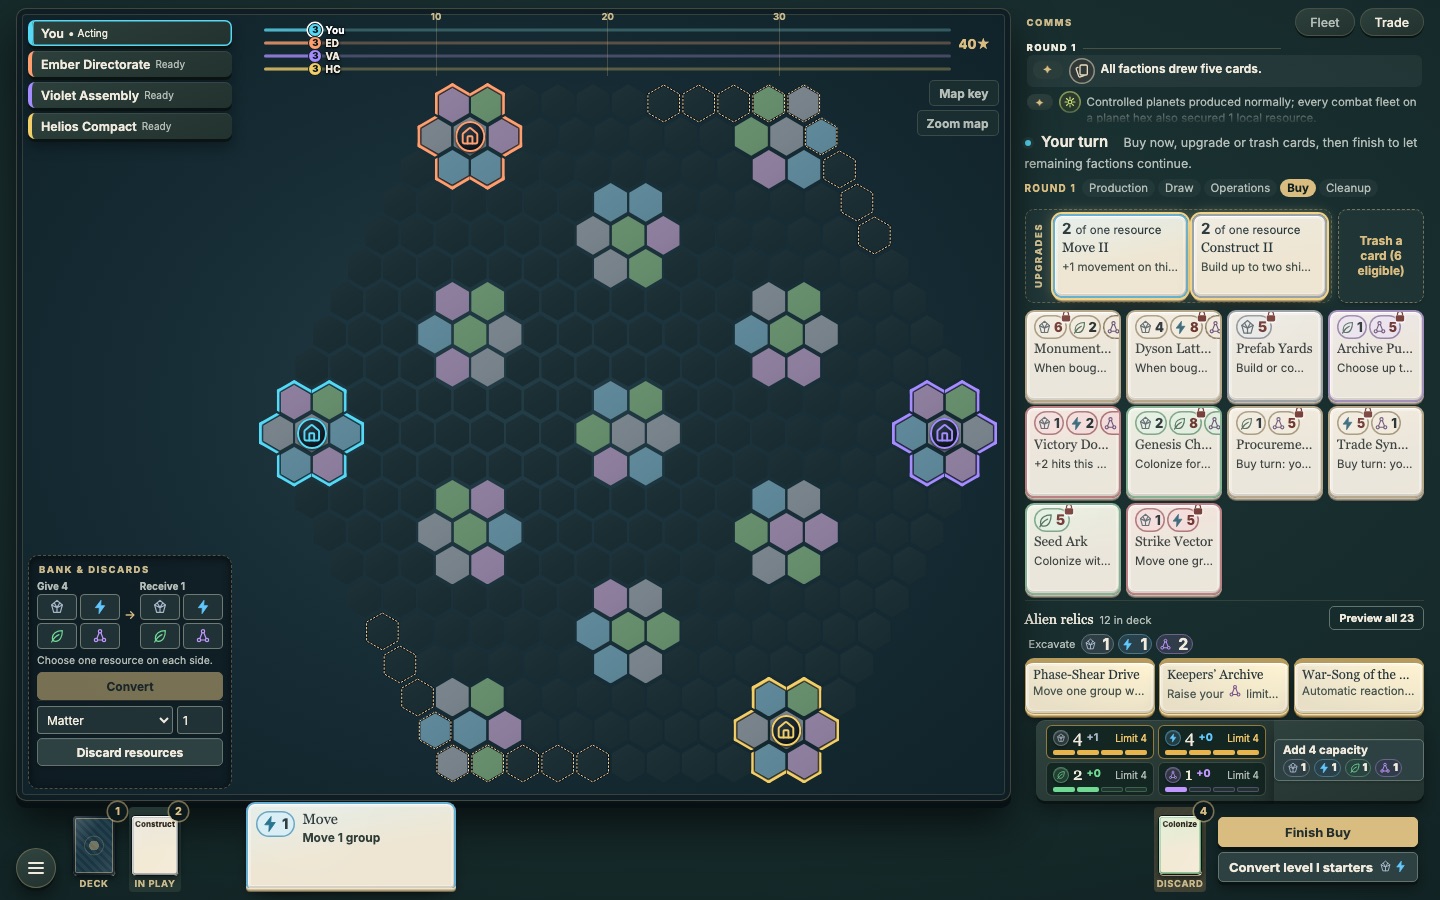 10
20
30
You • Acting
Ember Directorate Ready
Violet Assembly Ready
Helios Compact Ready
3 You
3 ED
3 VA
3 HC
40★
Map key
Zoom map
BANK & DISCARDS
Give 4
Receive 1
→
Choose one resource on each side.
Convert
Matter
1
Discard resources
COMMS
Fleet
Trade
ROUND 1
All factions drew five cards.
Controlled planets produced normally; every combat fleet on
a planet hex also secured 1 local resource.
Your turn Buy now, upgrade or trash cards, then finish to let
remaining factions continue.
ROUND 1 Production Draw Operations Buy Cleanup
UPGRADES
2 of one resource
Move II
+1 movement on thi...
2 of one resource
Construct II
Build up to two shi...
Trash a
card (6
eligible)
6 2
Monument...
When boug...
4 8
Dyson Latt...
When boug...
5
Prefab Yards
Build or co...
1 5
Archive Pu...
Choose up t...
1 2
Victory Do...
+2 hits this ...
2 8
Genesis Ch...
Colonize for...
1 5
Procureme...
Buy turn: yo...
5 1
Trade Syn...
Buy turn: yo...
5
Seed Ark
Colonize wit...
1 5
Strike Vector
Move one gr...
Alien relics 12 in deck
Preview all 23
Excavate 1 1 2
Phase-Shear Drive
Move one group w...
Keepers' Archive
Raise your limit...
War-Song of the ...
Automatic reaction...
4 +1 Limit 4
4 +0 Limit 4
2 +0 Limit 4
1 +0 Limit 4
Add 4 capacity
1 1 1 1
1
DECK
2
Construct
IN PLAY
1 Move
Move 1 group
4
Colonize
DISCARD
Finish Buy
Convert level I starters